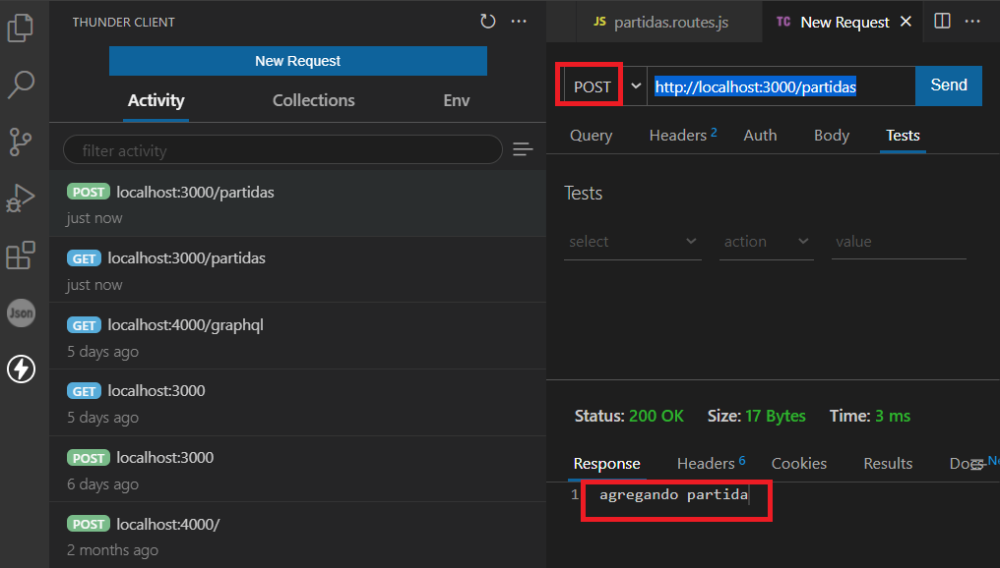 THUNDER CLIENT
New Request
Activity Collections Env
filter activity
POST localhost:3000/partidas
just now
GET localhost:3000/partidas
just now
GET localhost:4000/graphql
5 days ago
GET localhost:3000
5 days ago
POST localhost:3000
6 days ago
POST localhost:4000/
2 months ago
Json
JS partidas.routes.js TC New Request
POST http://localhost:3000/partidas Send
Query Headers 2 Auth Body Tests
Tests
select action value
Status: 200 OK Size: 17 Bytes Time: 3 ms
Response Headers 6 Cookies Results
1 agregando partida